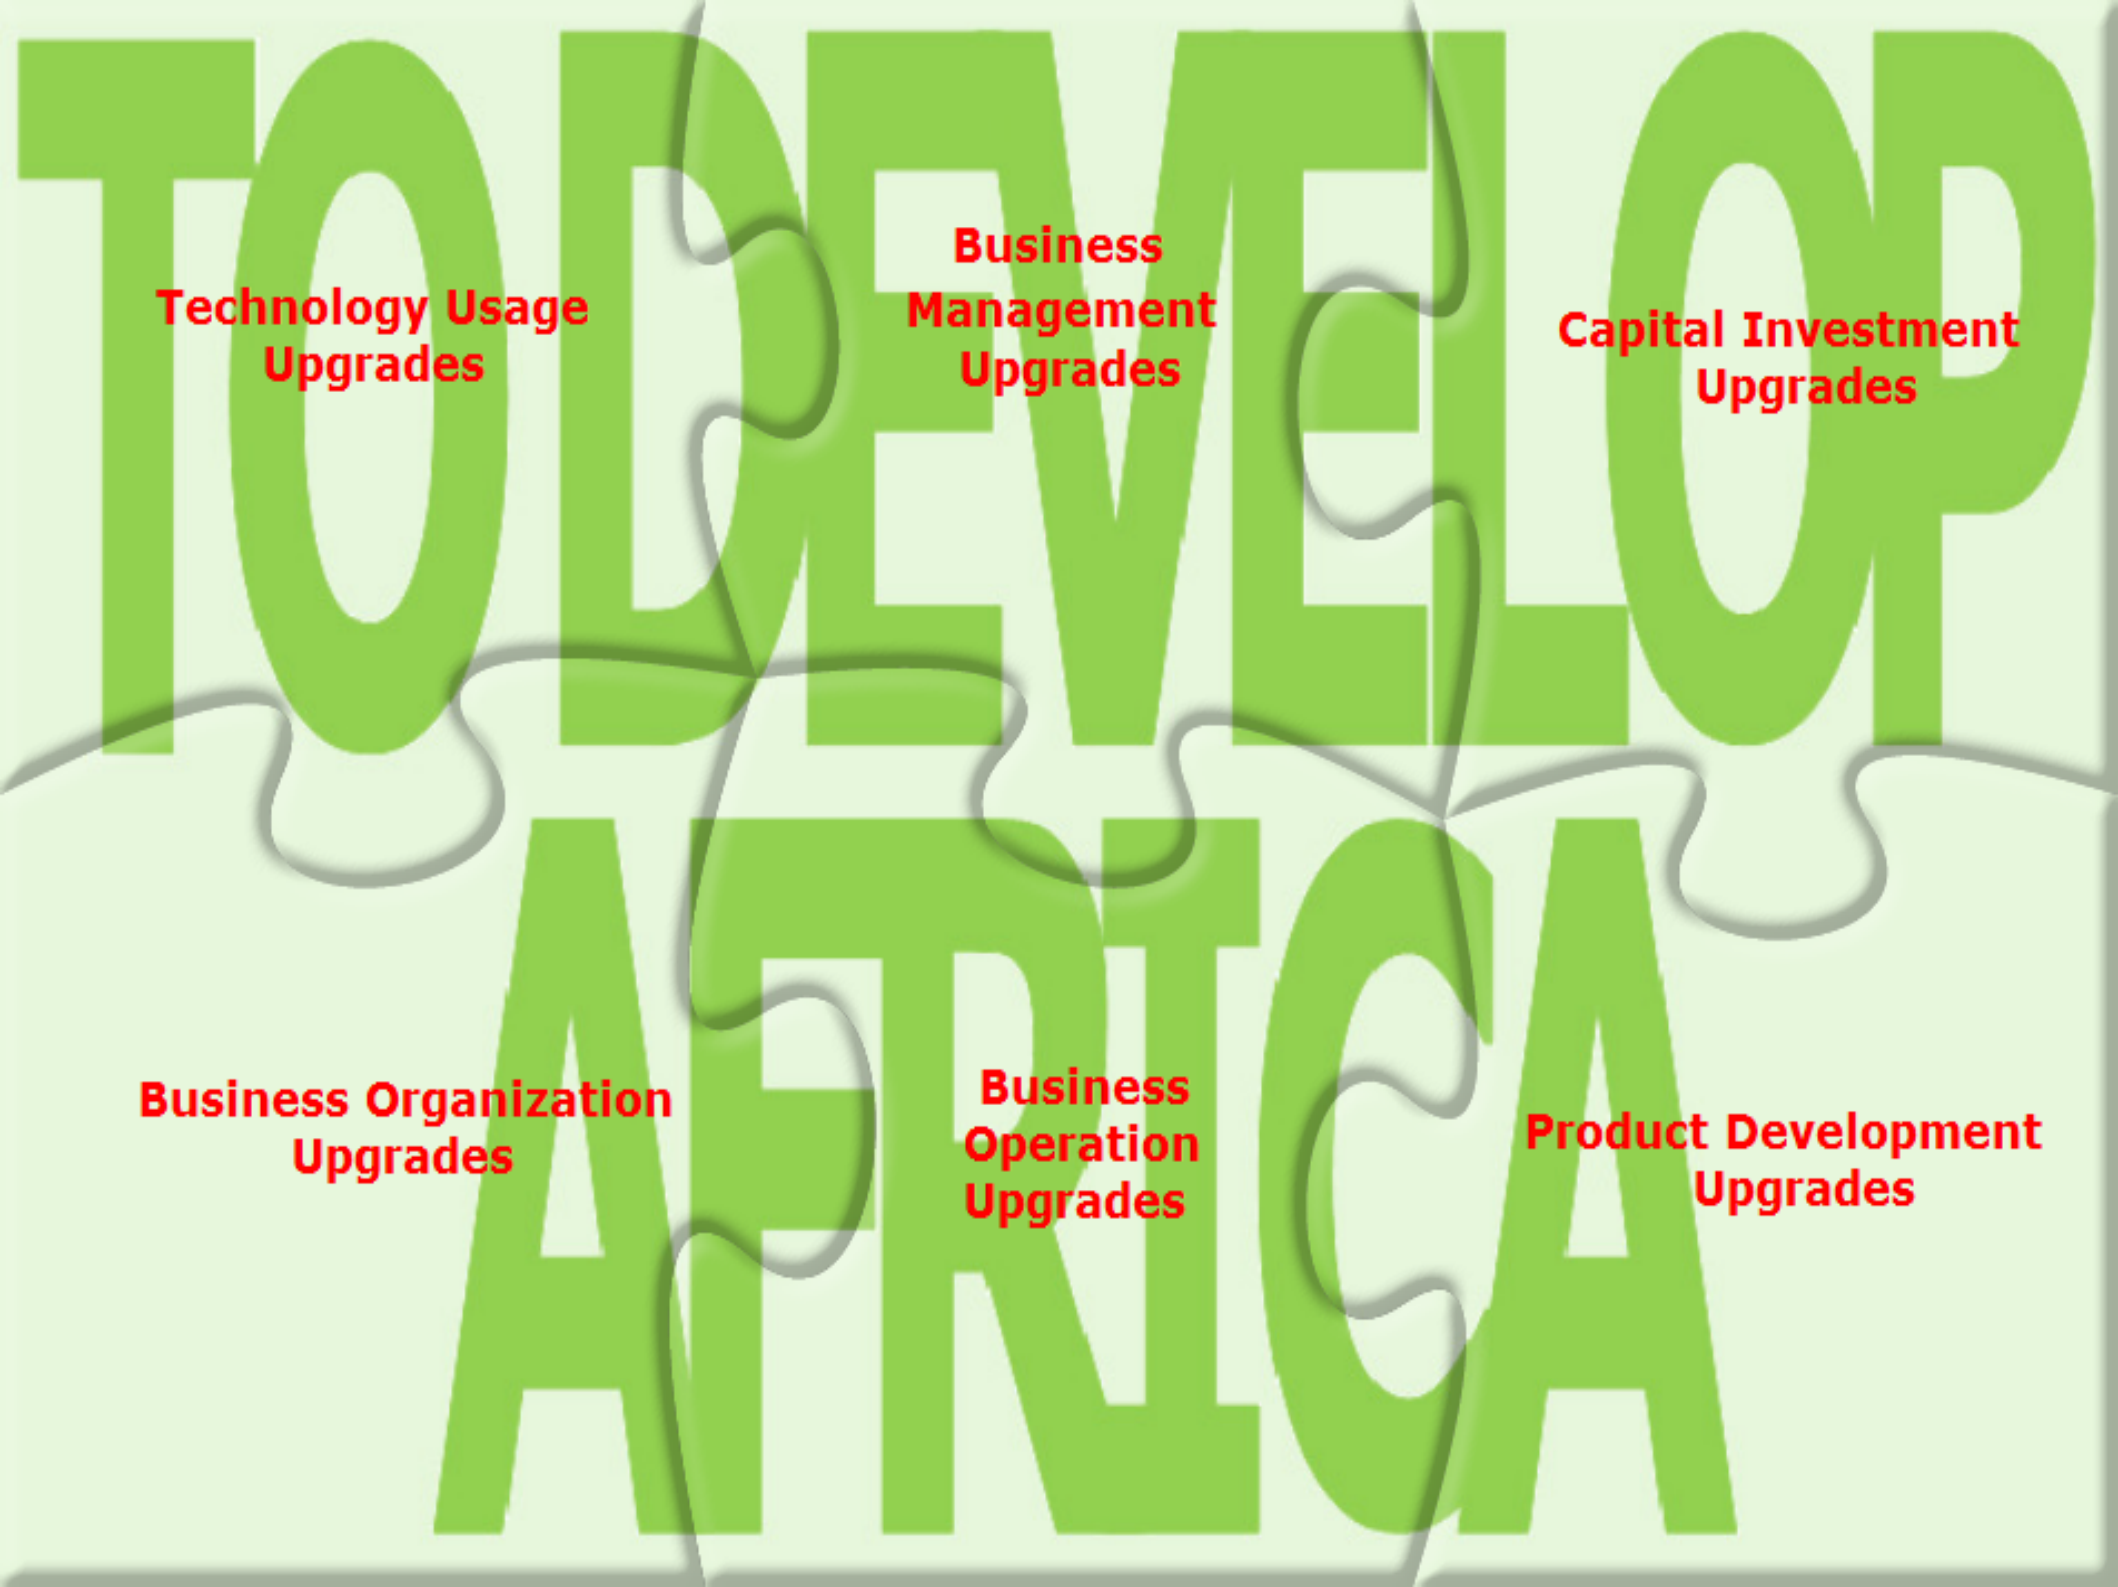 TO DEVELOP
AFRICA
Technology Usage
Upgrades
Business
Management
Upgrades
Capital Investment
Upgrades
Business Organization
Upgrades
Business
Operation
Upgrades
Product Development
Upgrades